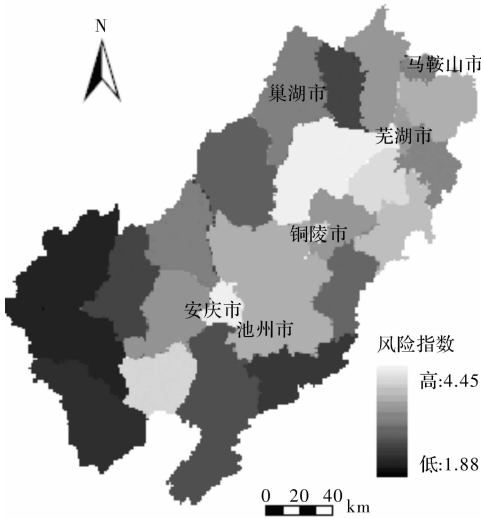 N
马鞍山市
巢湖市
芜湖市
铜陵市
安庆市
池州市
风险指数
高:4.45
低:1.88
0 20 40
km